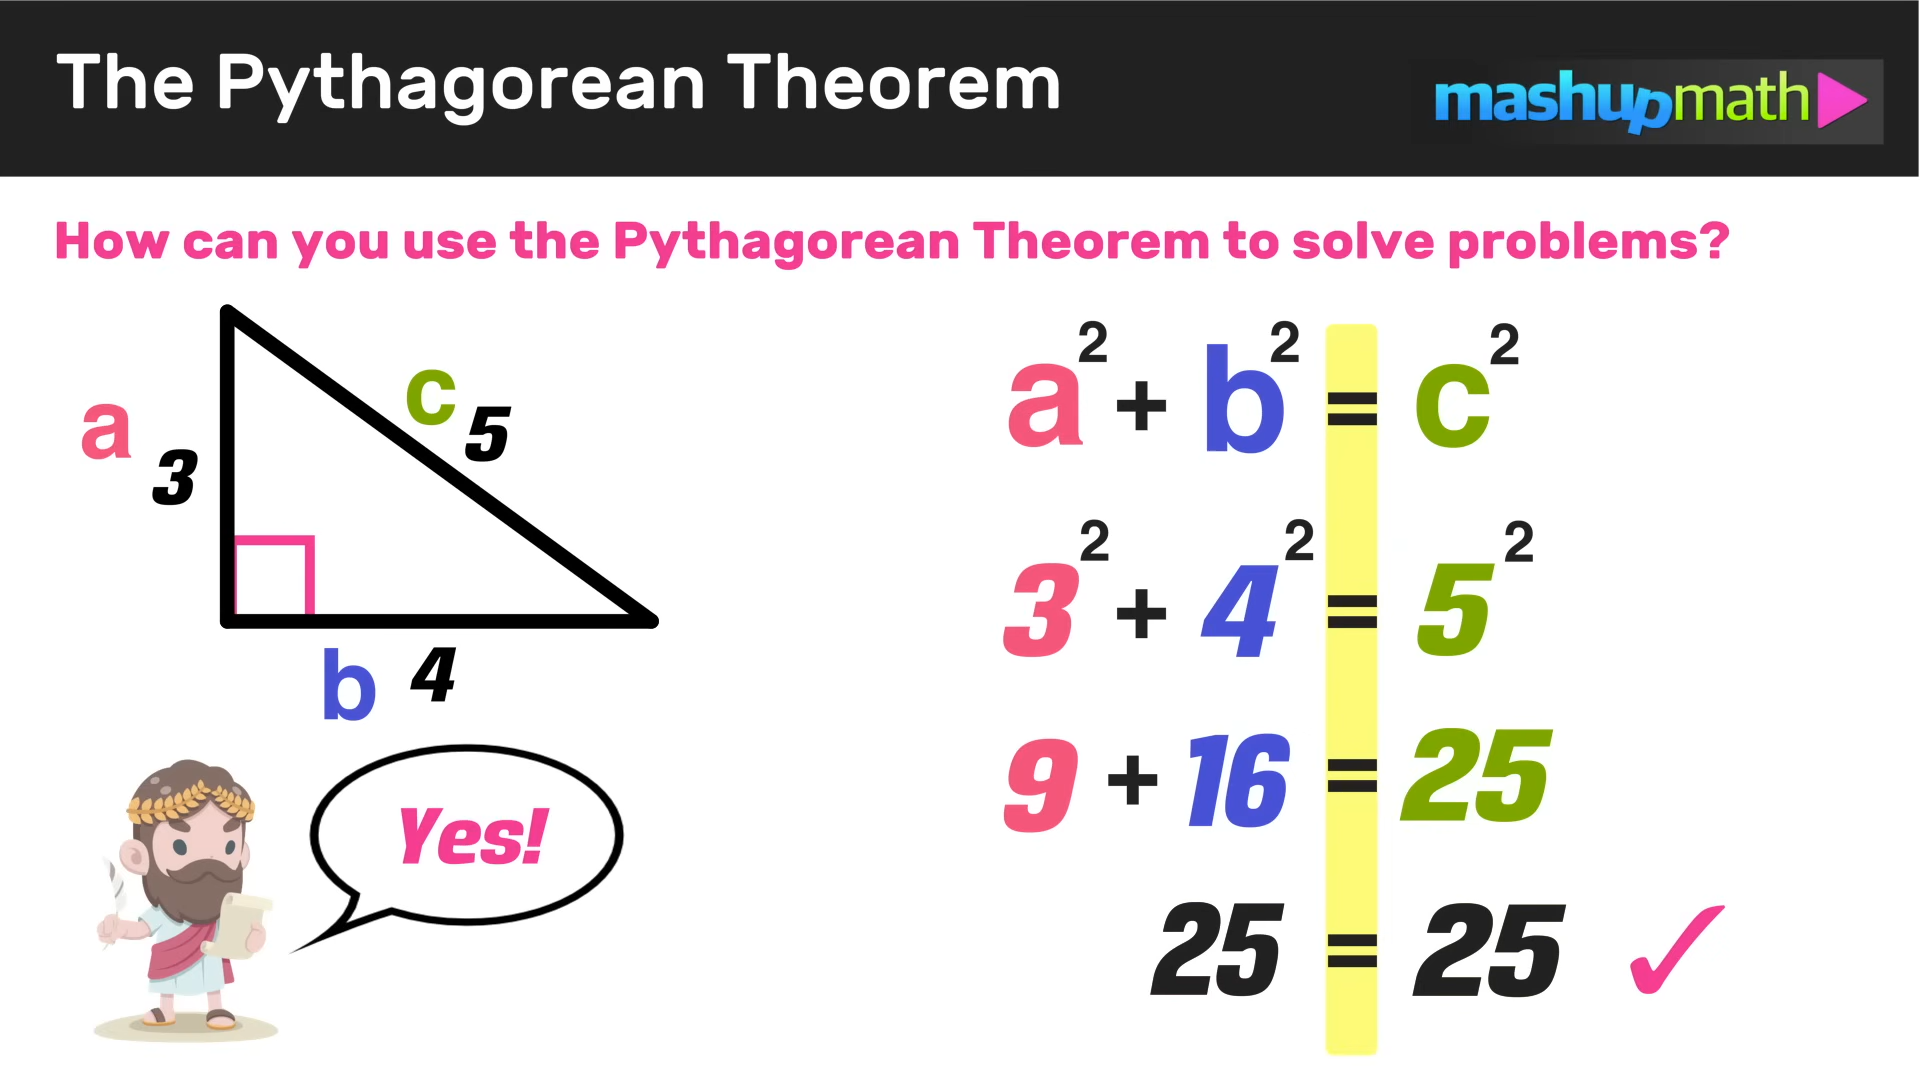 The Pythagorean Theorem
mashupmath
How can you use the Pythagorean Theorem to solve problems?
a 3
c 5
b 4
Yes!
a² + b² = c²
3² + 4² = 5²
9 + 16 = 25
25 = 25 ✓